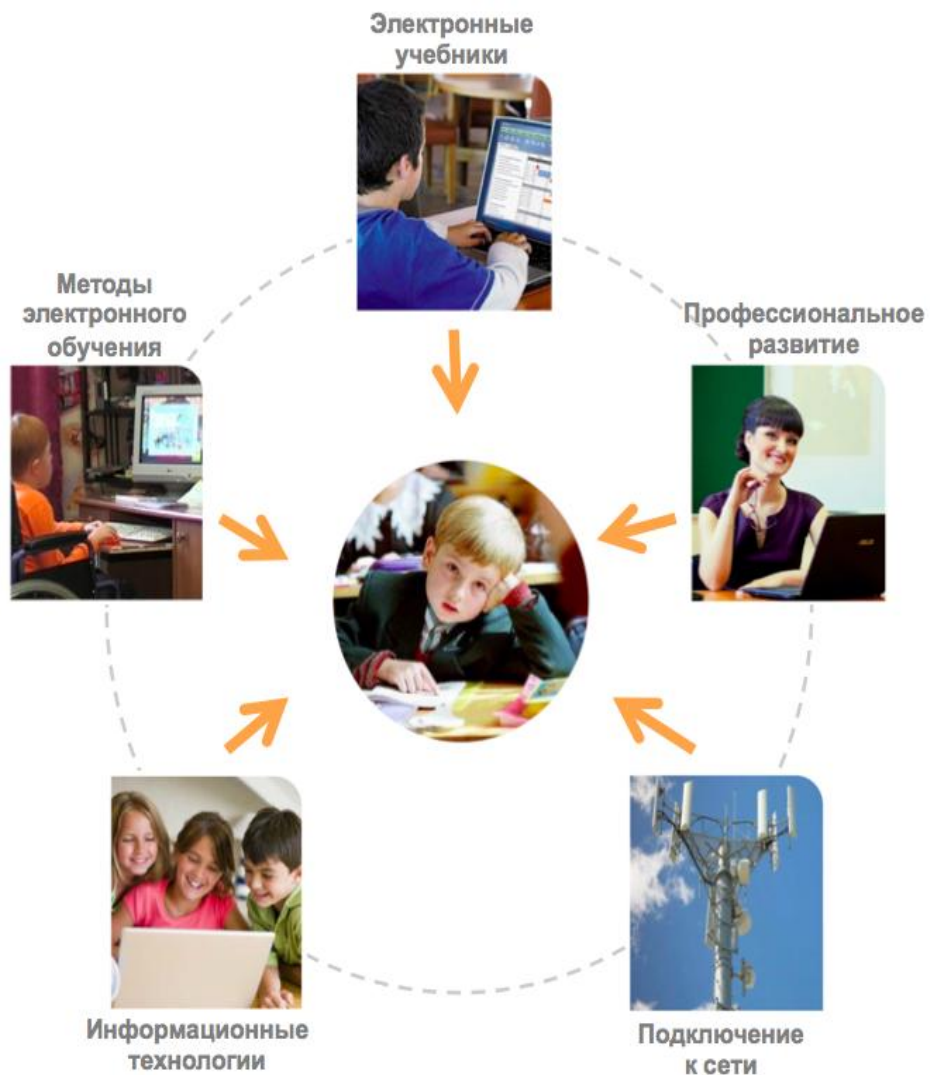 Электронные
учебники
Методы
электронного
обучения
Профессиональное
развитие
Информационные
технологии
Подключение
к сети